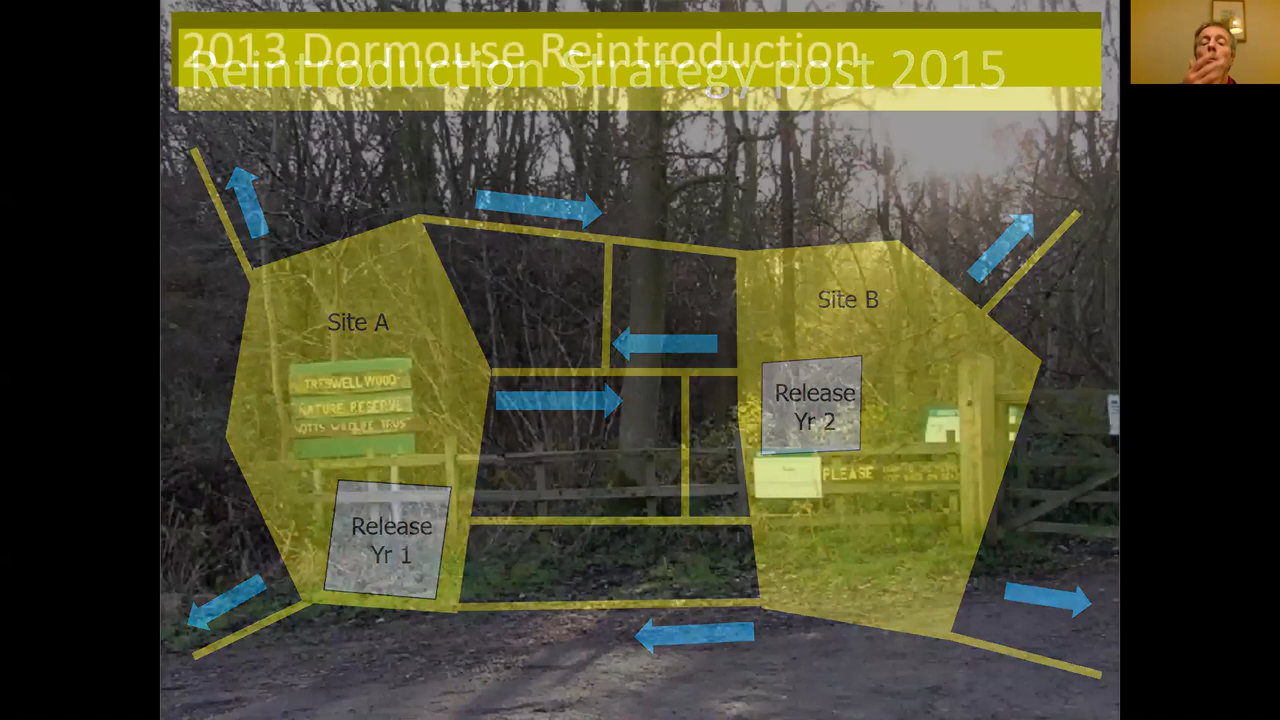 2013 Dormouse Reintroduction
Reintroduction Strategy post 2015
Site A
Site B
TRESWELL WOOD
NATURE RESERVE
NOTTS WILDLIFE TRUST
Release
Yr 2
PLEASE
Release
Yr 1